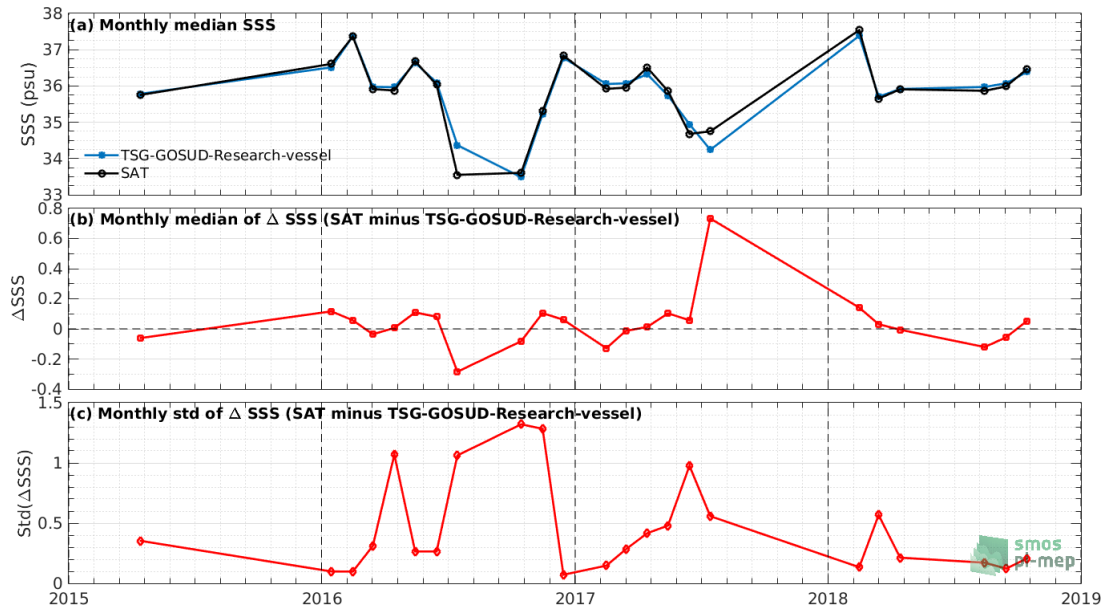 (a) Monthly median SSS
38
37
36
35
34
33
SSS (psu)
TSG-GOSUD-Research-vessel
SAT
(b) Monthly median of Δ SSS (SAT minus TSG-GOSUD-Research-vessel)
0.8
0.6
0.4
0.2
0
-0.2
-0.4
ΔSSS
(c) Monthly std of Δ SSS (SAT minus TSG-GOSUD-Research-vessel)
1.5
1
0.5
0
Std(ΔSSS)
smos
pi-mep
2015 2016 2017 2018 2019